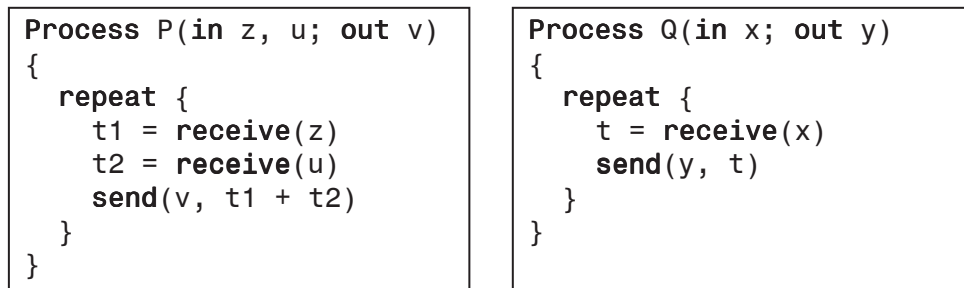 Process P(in z, u; out v)
{
  repeat {
    t1 = receive(z)
    t2 = receive(u)
    send(v, t1 + t2)
  }
}
Process Q(in x; out y)
{
  repeat {
    t = receive(x)
    send(y, t)
  }
}